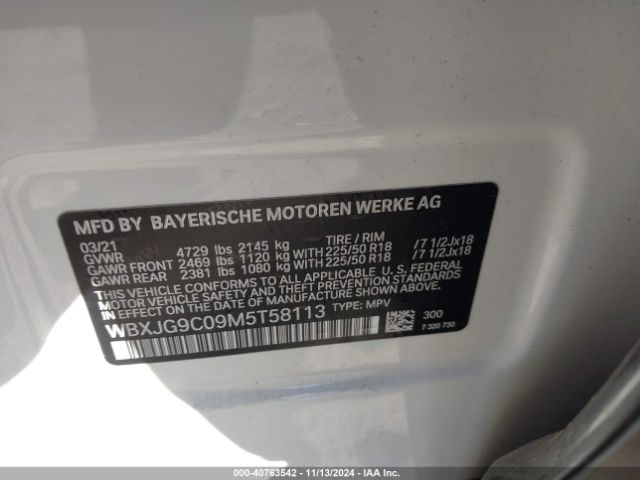 MFD BY BAYERISCHE MOTOREN WERKE AG
03/21
GVWR 4729 lbs 2145 kg TIRE / RIM
GAWR FRONT 2469 lbs 1120 kg WITH 225/50 R18 /7 1/2Jx18
GAWR REAR 2381 lbs 1080 kg WITH 225/50 R18 /7 1/2Jx18
THIS VEHICLE CONFORMS TO ALL APPLICABLE U. S. FEDERAL
MOTOR VEHICLE SAFETY, BUMPER AND THEFT PREVENTION STANDARDS
IN EFFECT ON THE DATE OF MANUFACTURE SHOWN ABOVE.
WBXJG9C09M5T58113 TYPE: MPV
300
7 320 730
000-40763542 - 11/13/2024 - IAA Inc.